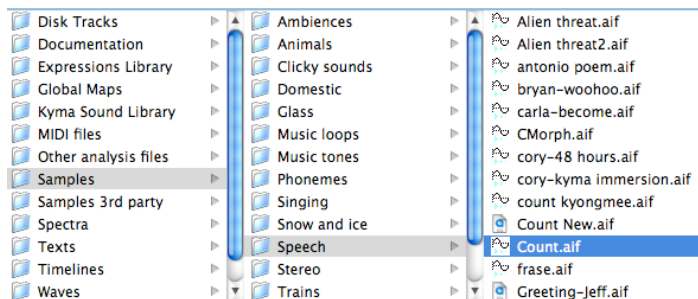 Disk Tracks
Documentation
Expressions Library
Global Maps
Kyma Sound Library
MIDI files
Other analysis files
Samples
Samples 3rd party
Spectra
Texts
Timelines
Waves
Ambiences
Animals
Clicky sounds
Domestic
Glass
Music loops
Music tones
Phonemes
Singing
Snow and ice
Speech
Stereo
Trains
Alien threat.aif
Alien threat2.aif
antonio poem.aif
bryan-woohoo.aif
carla-become.aif
CMorph.aif
cory-48 hours.aif
cory-kyma immersion.aif
count kyongmee.aif
Count New.aif
Count.aif
frase.aif
Greeting-Jeff.aif